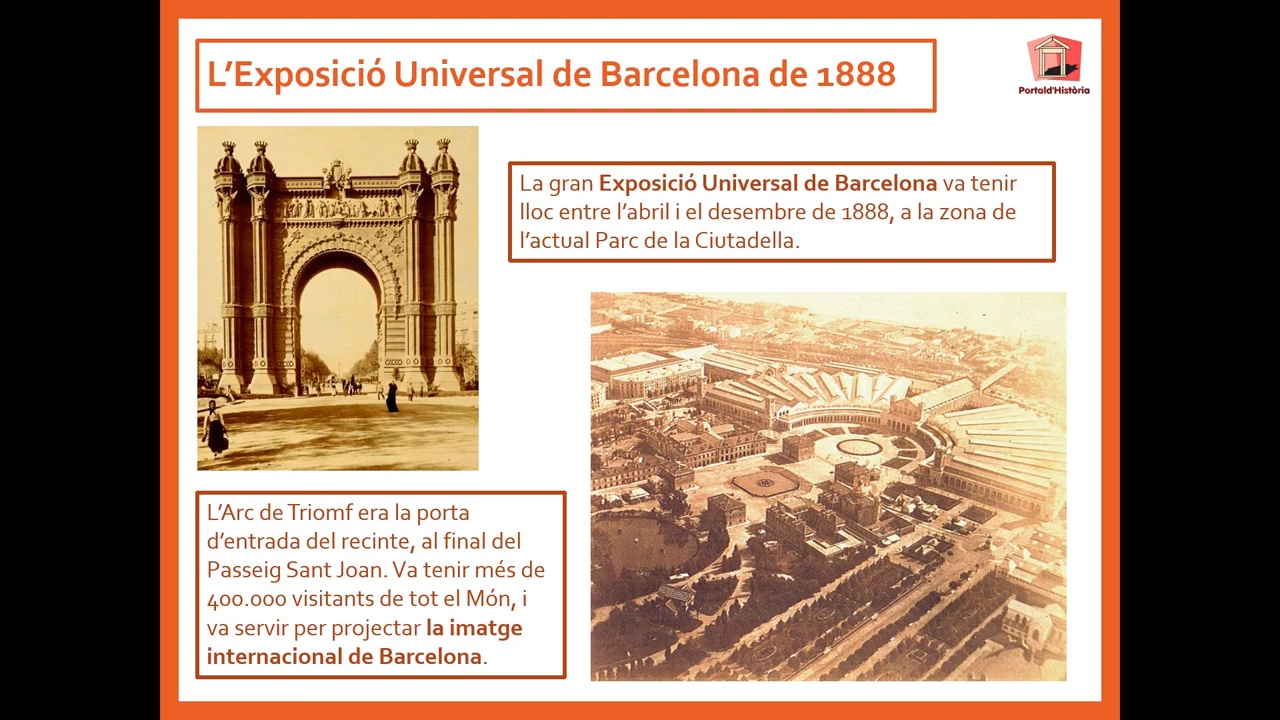 L'Exposició Universal de Barcelona de 1888
Portald'Història
La gran Exposició Universal de Barcelona va tenir
lloc entre l'abril i el desembre de 1888, a la zona de
l'actual Parc de la Ciutadella.
L'Arc de Triomf era la porta
d'entrada del recinte, al final del
Passeig Sant Joan. Va tenir més de
400.000 visitants de tot el Món, i
va servir per projectar la imatge
internacional de Barcelona.